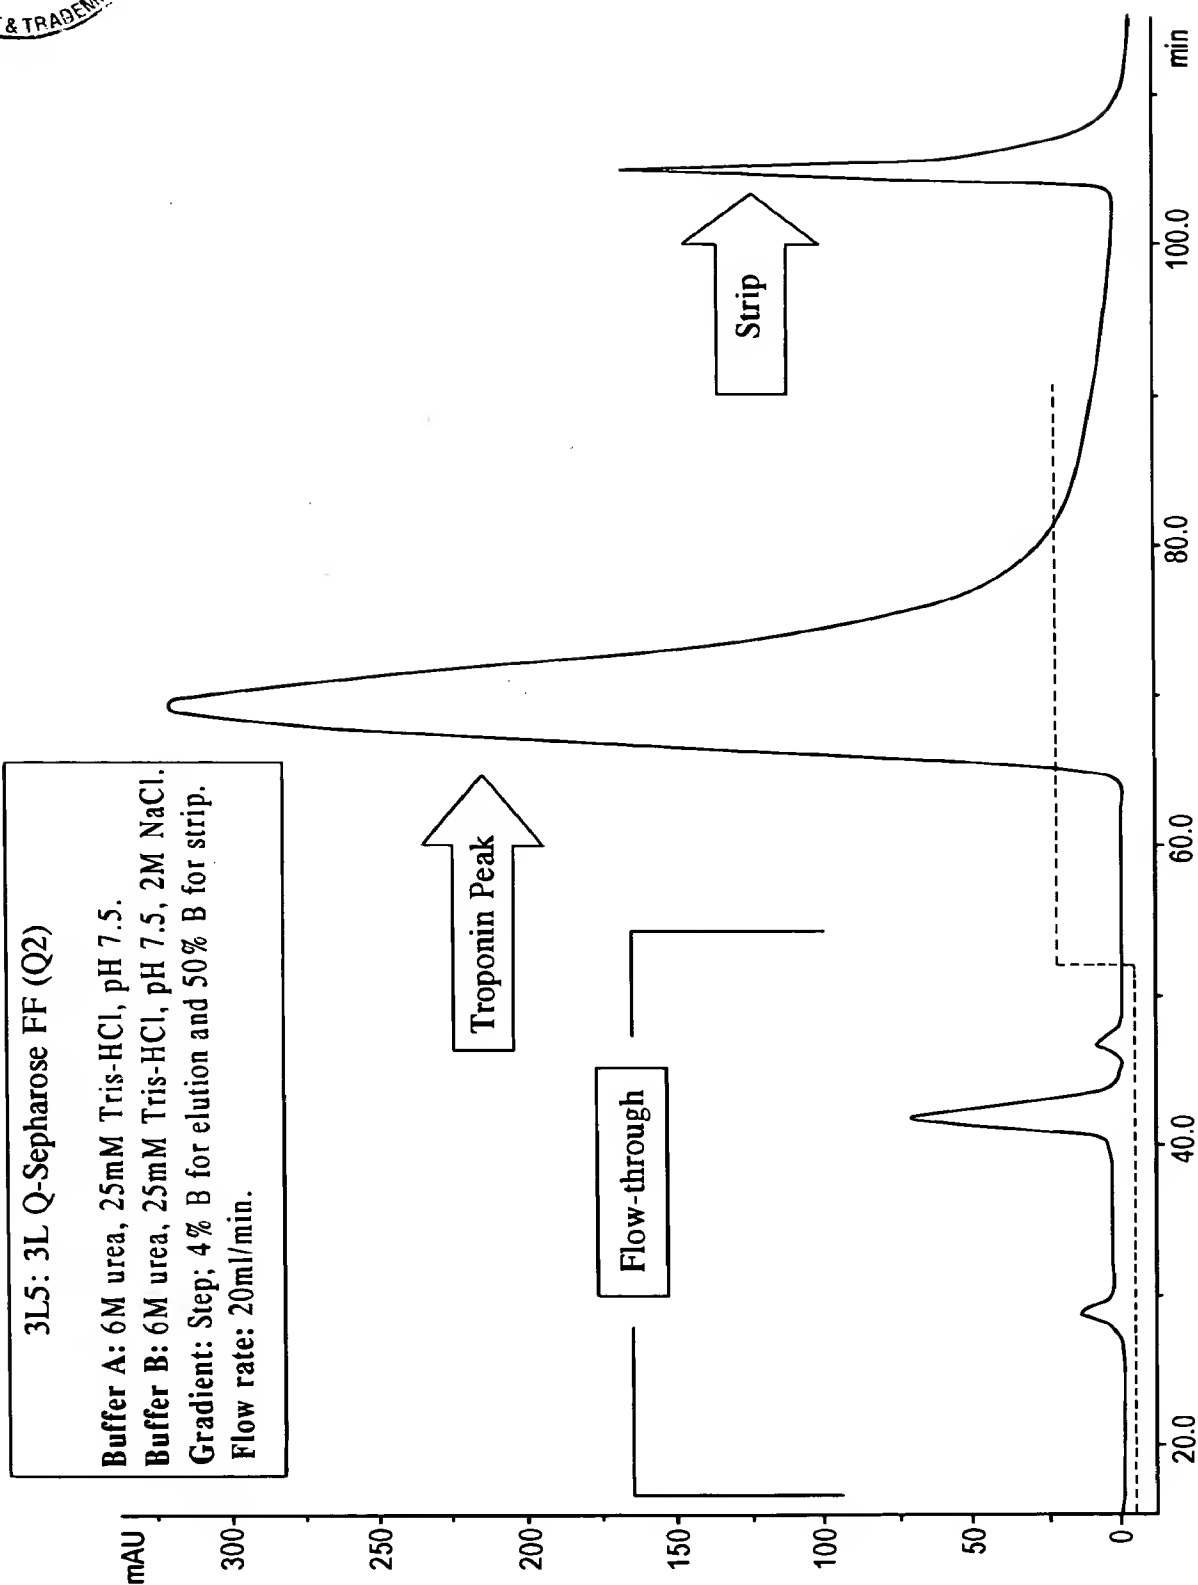 & TRADEM
3L5: 3L Q-Sepharose FF (Q2)
Buffer A: 6M urea, 25mM Tris-HCl, pH 7.5.
Buffer B: 6M urea, 25mM Tris-HCl, pH 7.5, 2M NaCl.
Gradient: Step; 4% B for elution and 50% B for strip.
Flow rate: 20ml/min.
mAU
300
250
200
150
100
50
0
Flow-through
Troponin Peak
Strip
20.0
40.0
60.0
80.0
100.0
min